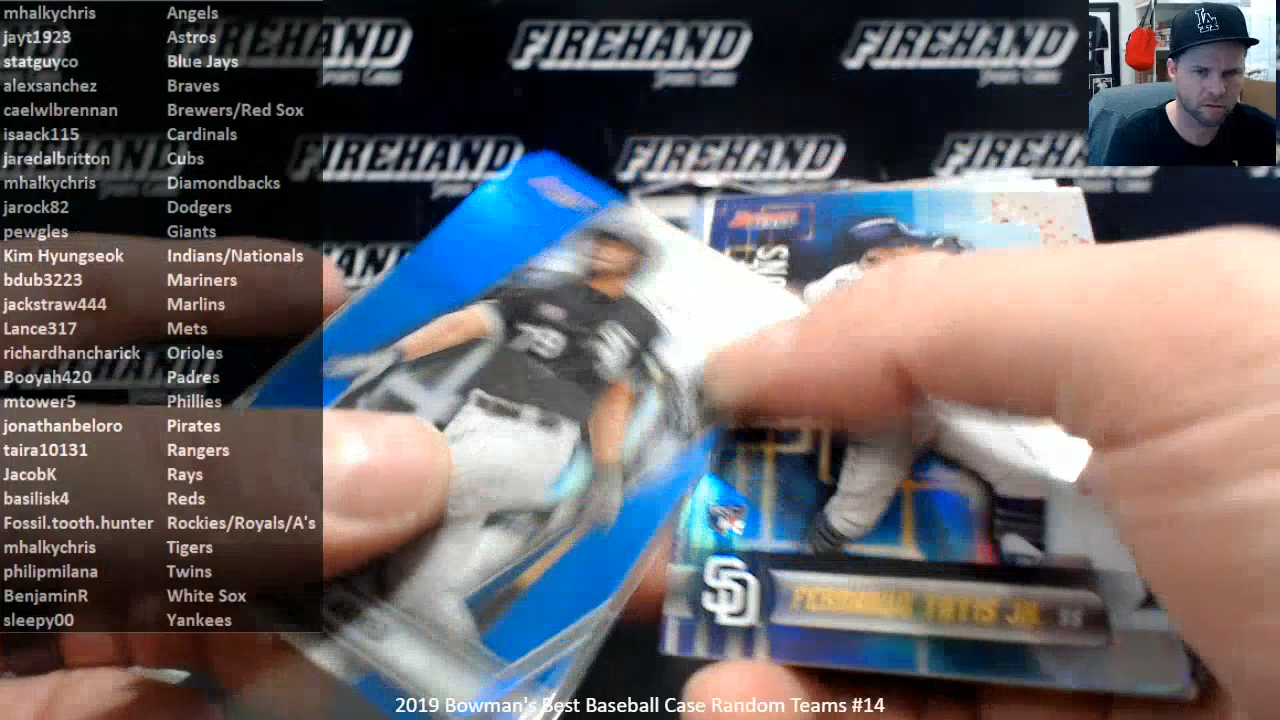 mhalkychris Angels
jayt1923 Astros
statguyco Blue Jays
alexsanchez Braves
caelwlbrennan Brewers/Red Sox
isaack115 Cardinals
jaredalbritton Cubs
mhalkychris Diamondbacks
jarock82 Dodgers
pewgles Giants
Kim Hyungseok Indians/Nationals
bdub3223 Mariners
jackstraw444 Marlins
Lance317 Mets
richardhancharick Orioles
Booyah420 Padres
mtower5 Phillies
jonathanbeloro Pirates
taira10131 Rangers
JacobK Rays
basilisk4 Reds
Fossil.tooth.hunter Rockies/Royals/A's
mhalkychris Tigers
philipmilana Twins
BenjaminR White Sox
sleepy00 Yankees
FIREHAND FIREHAND FIREHAND
FIREHAND FIREHAND FIREHAND
LA
79
SD FERNANDO TATIS JR. SS
2019 Bowman's Best Baseball Case Random Teams #14